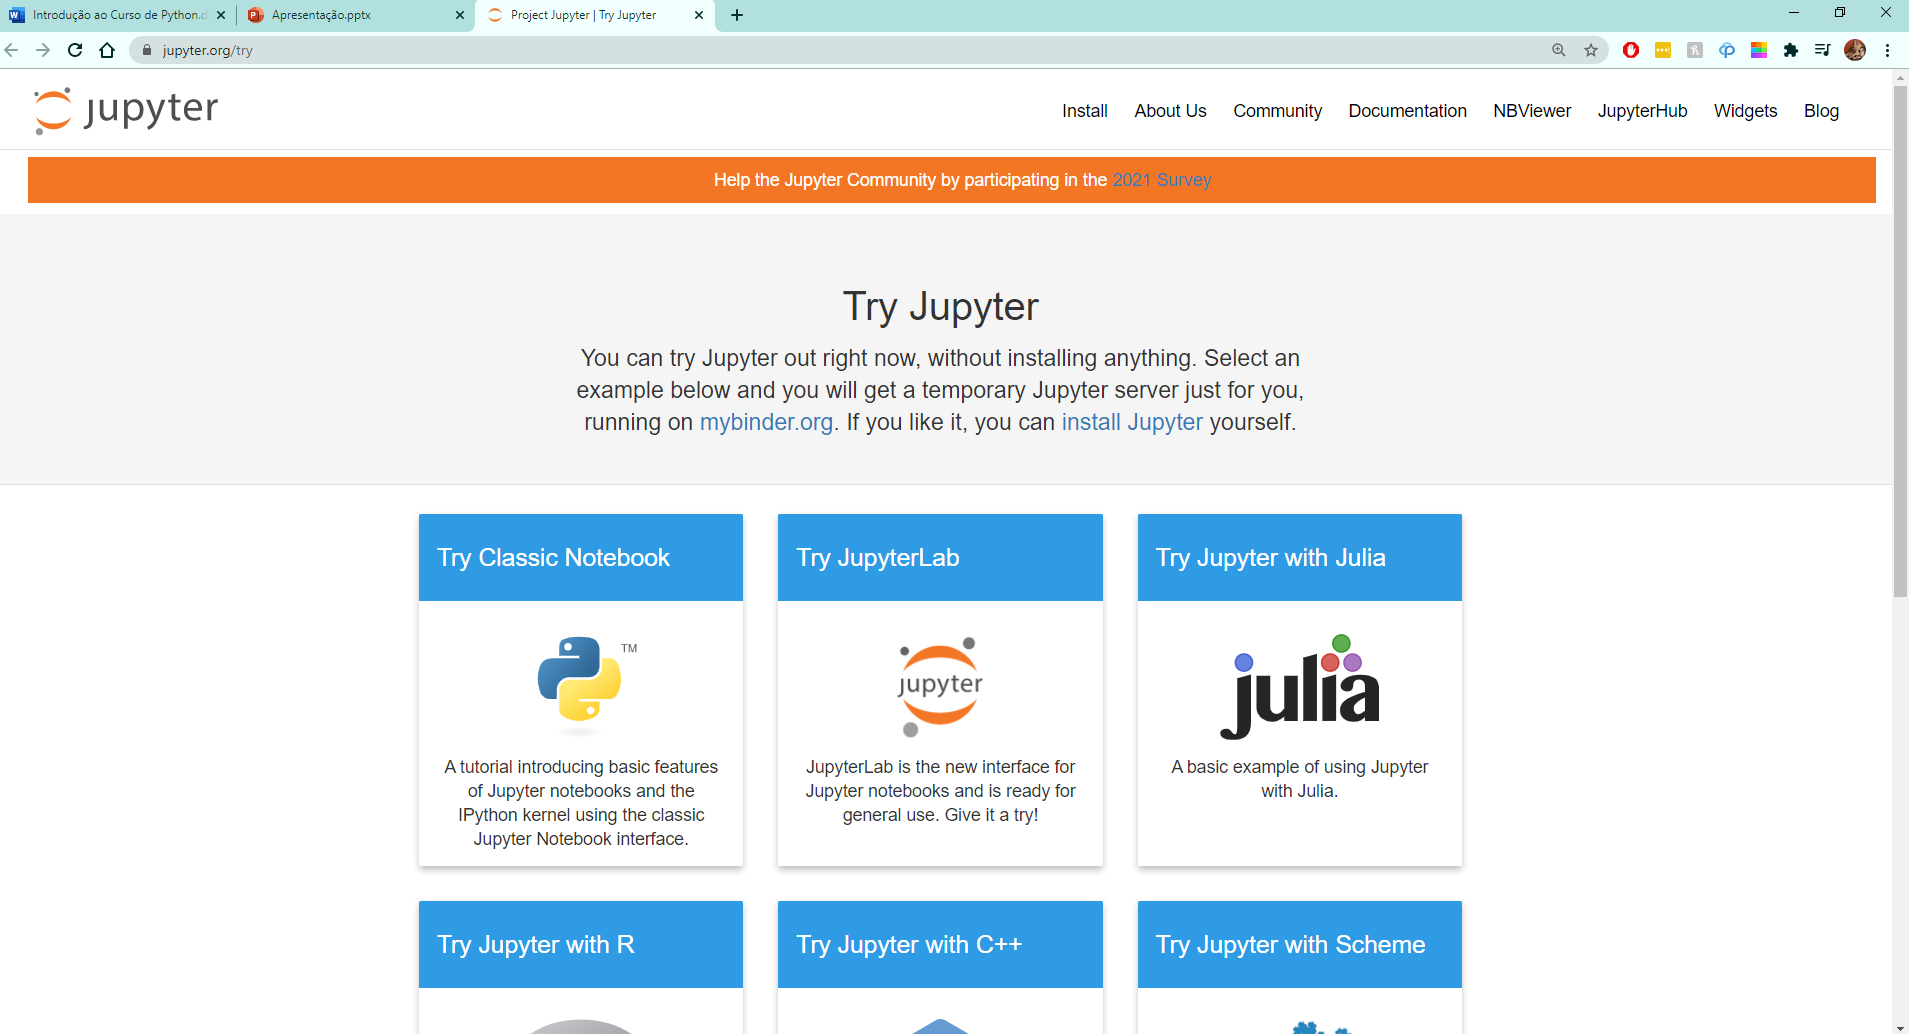 Introdução ao Curso de Python.d
Apresentação.pptx
Project Jupyter | Try Jupyter
jupyter.org/try
jupyter
Install About Us Community Documentation NBViewer JupyterHub Widgets Blog
Help the Jupyter Community by participating in the 2021 Survey
Try Jupyter
You can try Jupyter out right now, without installing anything. Select an
example below and you will get a temporary Jupyter server just for you,
running on mybinder.org. If you like it, you can install Jupyter yourself.
Try Classic Notebook
TM
A tutorial introducing basic features
of Jupyter notebooks and the
IPython kernel using the classic
Jupyter Notebook interface.
Try JupyterLab
jupyter
JupyterLab is the new interface for
Jupyter notebooks and is ready for
general use. Give it a try!
Try Jupyter with Julia
julia
A basic example of using Jupyter
with Julia.
Try Jupyter with R
Try Jupyter with C++
Try Jupyter with Scheme